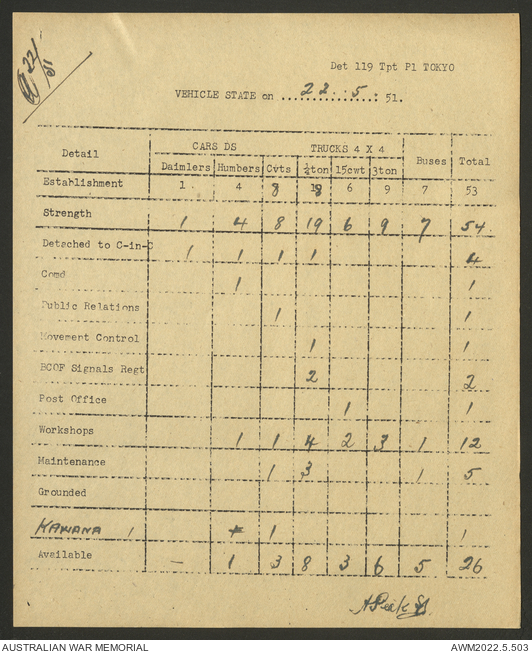 22/5/51
Det 119 Tpt Pl TOKYO
VEHICLE STATE on ..22..5..: 51.
Detail CARS DS TRUCKS 4 X 4 Buses Total
Daimlers Humbers Cvts ¼ton 15cwt 3ton
Establishment 1 4 8 18 6 9 7 53
Strength 1 4 8 19 6 9 7 54
Detached to C-in-C 1 1 1 1 4
Comd 1 1
Public Relations 1 1
Movement Control 1 1
BCOF Signals Regt 2 2
Post Office 1 1
Workshops 1 1 4 2 3 1 12
Maintenance 1 3 1 5
Grounded
KAWANA 1 1 1
Available — 1 3 8 3 6 5 26
AUSTRALIAN WAR MEMORIAL AWM2022.5.503